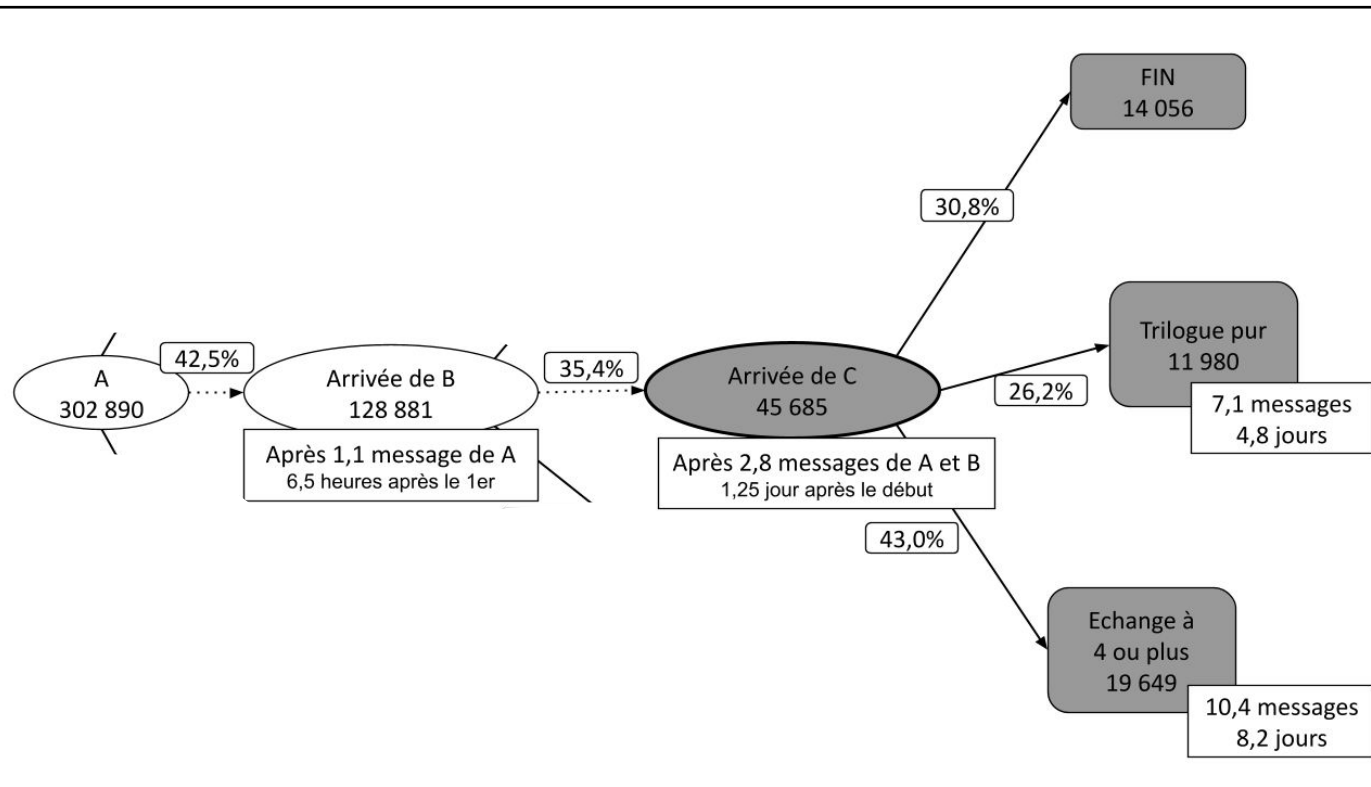 FIN
14 056
30,8%
A
302 890
42,5%
Arrivée de B
128 881
Après 1,1 message de A
6,5 heures après le 1er
35,4%
Arrivée de C
45 685
Après 2,8 messages de A et B
1,25 jour après le début
26,2%
Trilogue pur
11 980
7,1 messages
4,8 jours
43,0%
Echange à
4 ou plus
19 649
10,4 messages
8,2 jours